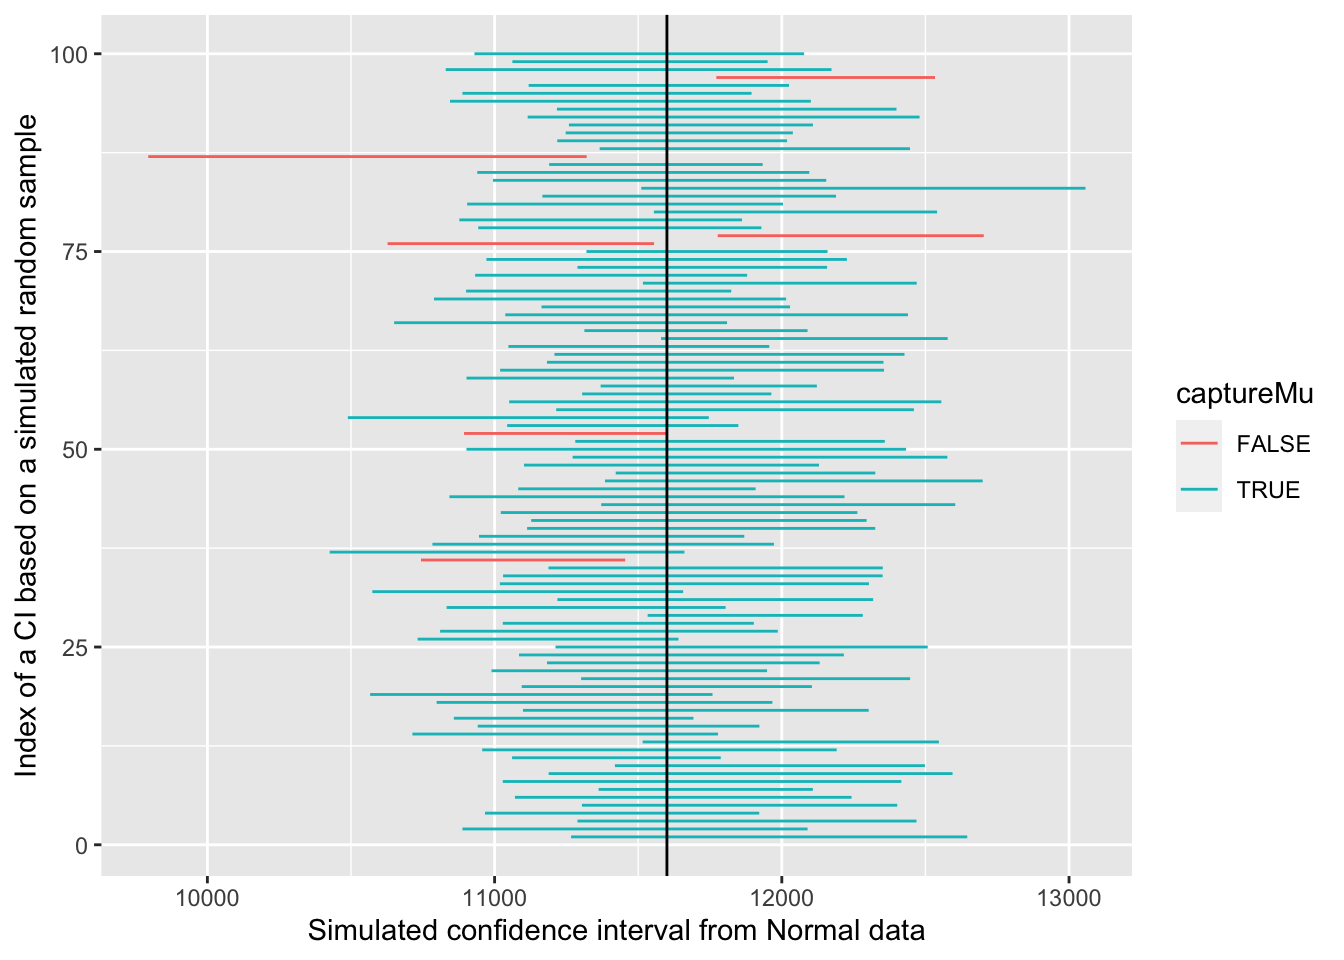 Index of a CI based on a simulated random sample
100
75
50
25
0
10000 11000 12000 13000
Simulated confidence interval from Normal data
captureMu
FALSE
TRUE